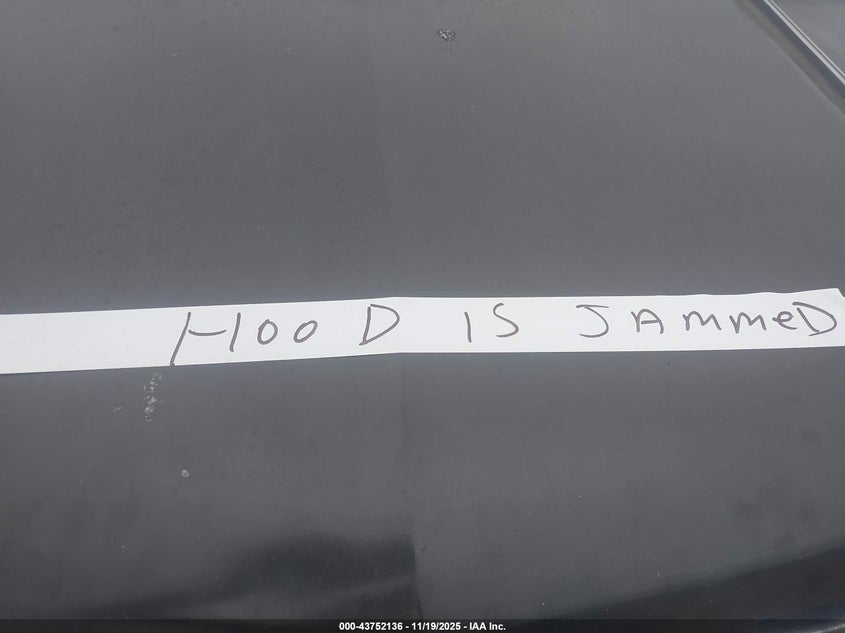 HOOD IS JAMMeD
000-43752136 - 11/19/2025 - IAA Inc.